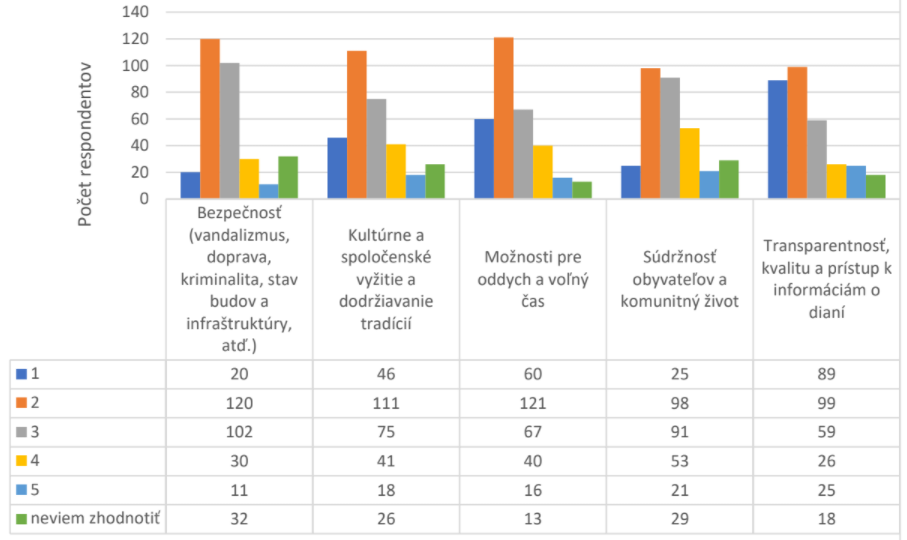 140
120
100
80
60
40
20
0
Počet respondentov
Bezpečnosť
(vandalizmus,
doprava,
kriminalita, stav
budov a
infraštruktúry,
atď.)
Kultúrne a
spoločenské
vyžitie a
dodržiavanie
tradícií
Možnosti pre
oddych a voľný
čas
Súdržnosť
obyvateľov a
komunitný život
Transparentnosť,
kvalitu a prístup k
informáciám o
dianí
1 20 46 60 25 89
2 120 111 121 98 99
3 102 75 67 91 59
4 30 41 40 53 26
5 11 18 16 21 25
neviem zhodnotiť 32 26 13 29 18